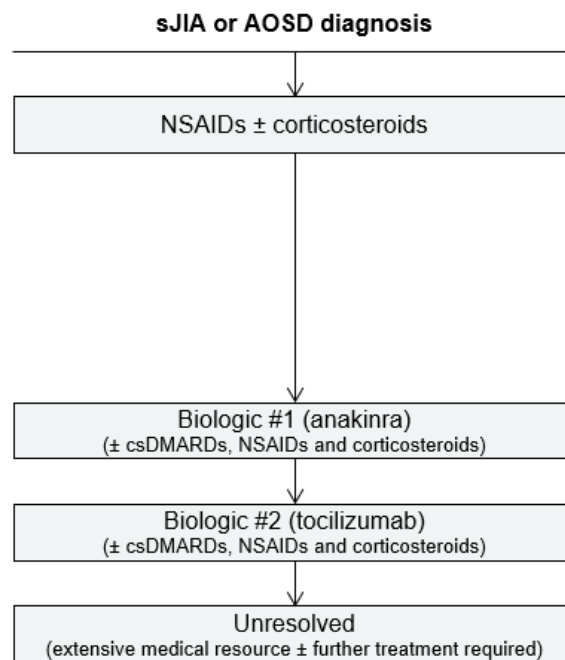 sJIA or AOSD diagnosis
NSAIDs ± corticosteroids
Biologic #1 (anakinra)
(± csDMARDs, NSAIDs and corticosteroids)
Biologic #2 (tocilizumab)
(± csDMARDs, NSAIDs and corticosteroids)
Unresolved
(extensive medical resource ± further treatment required)